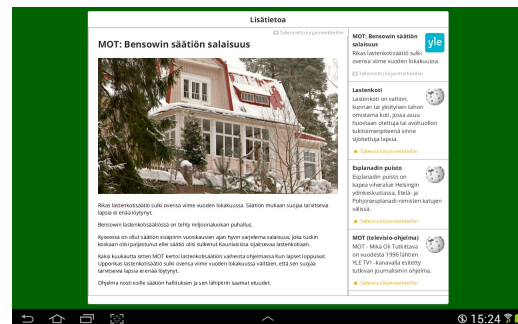 Lisätietoa
Tallennettu kirjanmerkkeihin
MOT: Bensowin säätiön salaisuus
Rikas lastenkotisäätiö sulki ovensa viime vuoden lokakuussa. Säätiön mukaan suojaa tarvitsevia
lapsia ei enää löytynyt.
Bensowin lastenkotisäätiössä on tehty miljoonaluokan puhallus.
Kyseessä on ollut säätiön sisäpiirin vuosikausien ajan hyvin varjelema salaisuus, joka tuskin
koskaan olisi paljastunut ellei säätiö olisi sulkenut Kauniaisissa sijaitsevaa lastenkotiaan.
Kaksi kuukautta sitten MOT kertoi lastenkotisäätiön vaiheista ohjelmassa Kun lapset loppuivat.
Upporikas lastenkotisäätiö sulki ovensa viime vuoden lokakuussa väittäen, että sen suojaa
tarvitsevia lapsia ei enää löytynyt.
Ohjelma nosti esille säätiön hallituksen ja sen lähipiirin saamat etuudet.
MOT: Bensowin säätiön
salaisuus
yle
Rikas lastenkotisäätiö sulki
ovensa viime vuoden lokakuussa.
Tallennettu kirjanmerkkeihin
Lastenkoti
Lastenkoti on valtion,
kunnan tai yksityisen tahon
omistama koti, jossa asuu
huostaan otettuja tai avohuollon
tukitoimenpiteenä sinne
sijoitettuja lapsia.
Tallenna kirjanmerkkeihin
Esplanadin puisto
Esplanadin puisto on
kapea viheralue Helsingin
ydinkeskustassa, Etelä- ja
Pohjoisesplanadi-nimisten katujen
välissä.
Tallenna kirjanmerkkeihin
MOT (televisio-ohjelma)
MOT - Mikä Oli Tutkittava
on vuodesta 1996 lähtien
YLE TV1 -kanavalla esitetty
tutkivan journalismin ohjelma.
Tallenna kirjanmerkkeihin
15:24